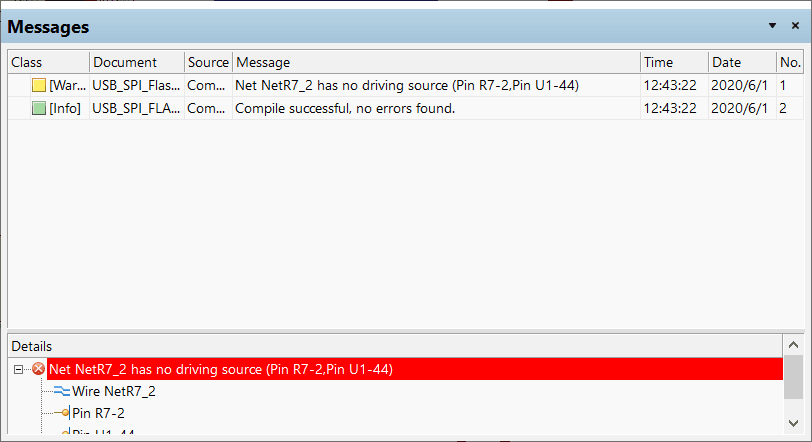 Messages
Class Document Source Message Time Date No.
[War... USB_SPI_Flas... Com... Net NetR7_2 has no driving source (Pin R7-2,Pin U1-44) 12:43:22 2020/6/1 1
[Info] USB_SPI_FLA... Com... Compile successful, no errors found. 12:43:22 2020/6/1 2
Details
Net NetR7_2 has no driving source (Pin R7-2,Pin U1-44)
Wire NetR7_2
Pin R7-2
Pin U1-44